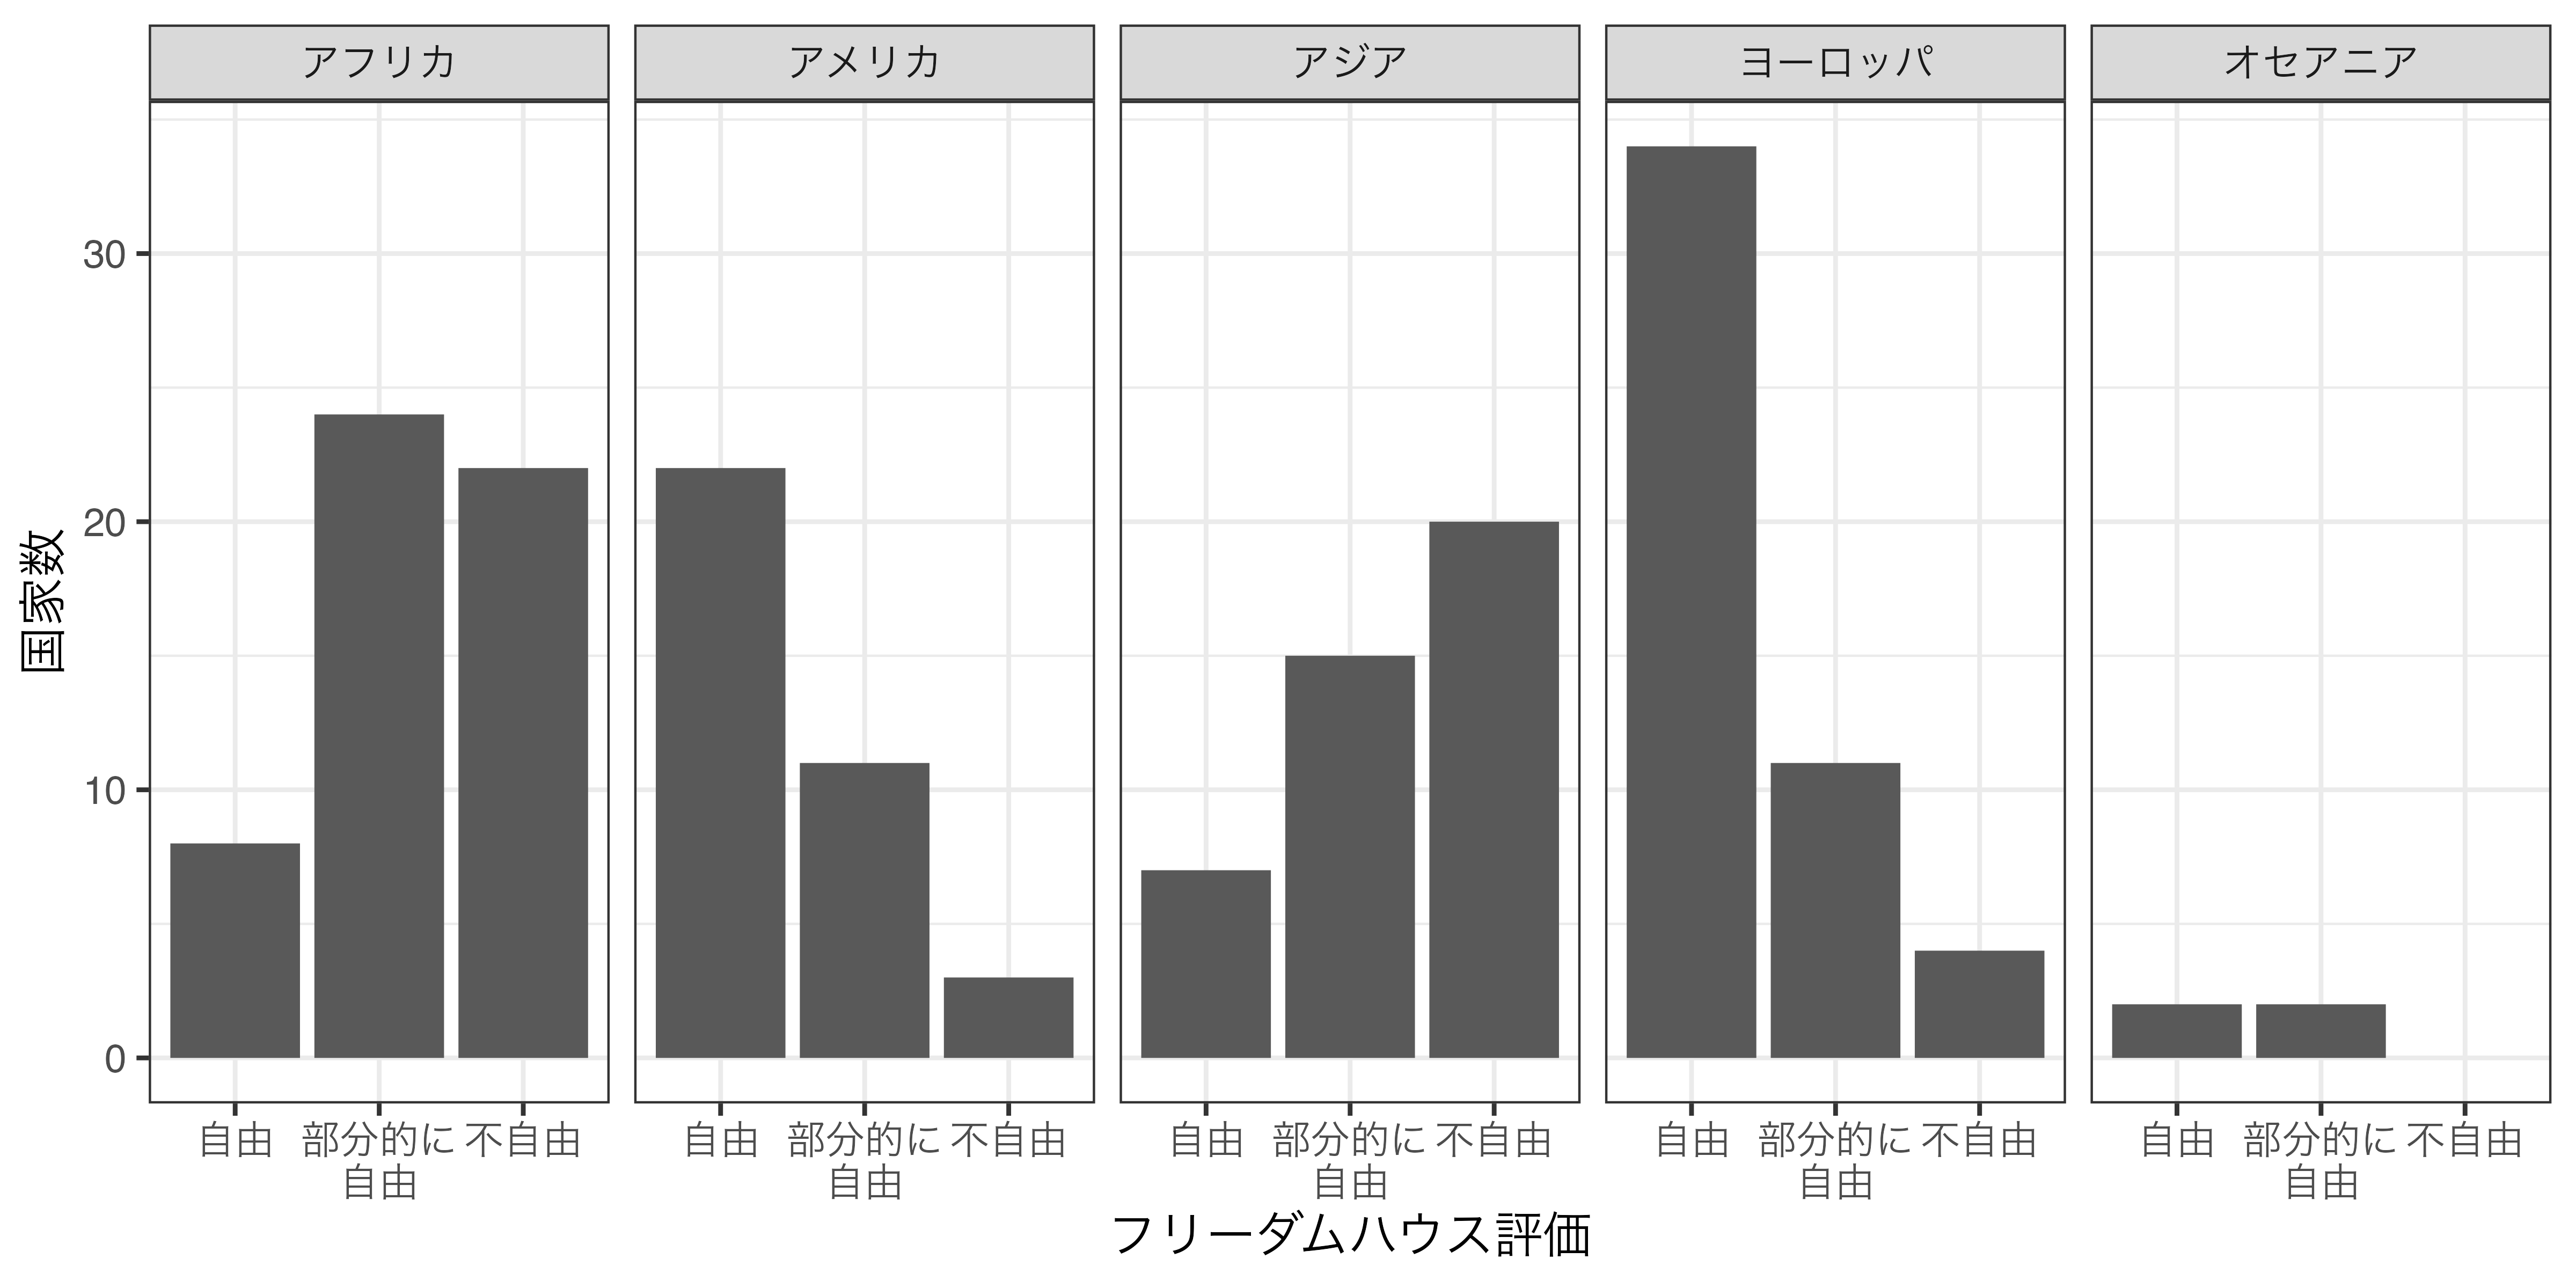 アフリカ
アメリカ
アジア
ヨーロッパ
オセアニア
国家数
30
20
10
0
自由
部分的に
自由
不自由
自由
部分的に
自由
不自由
自由
部分的に
自由
不自由
自由
部分的に
自由
不自由
自由
部分的に
自由
不自由
フリーダムハウス評価